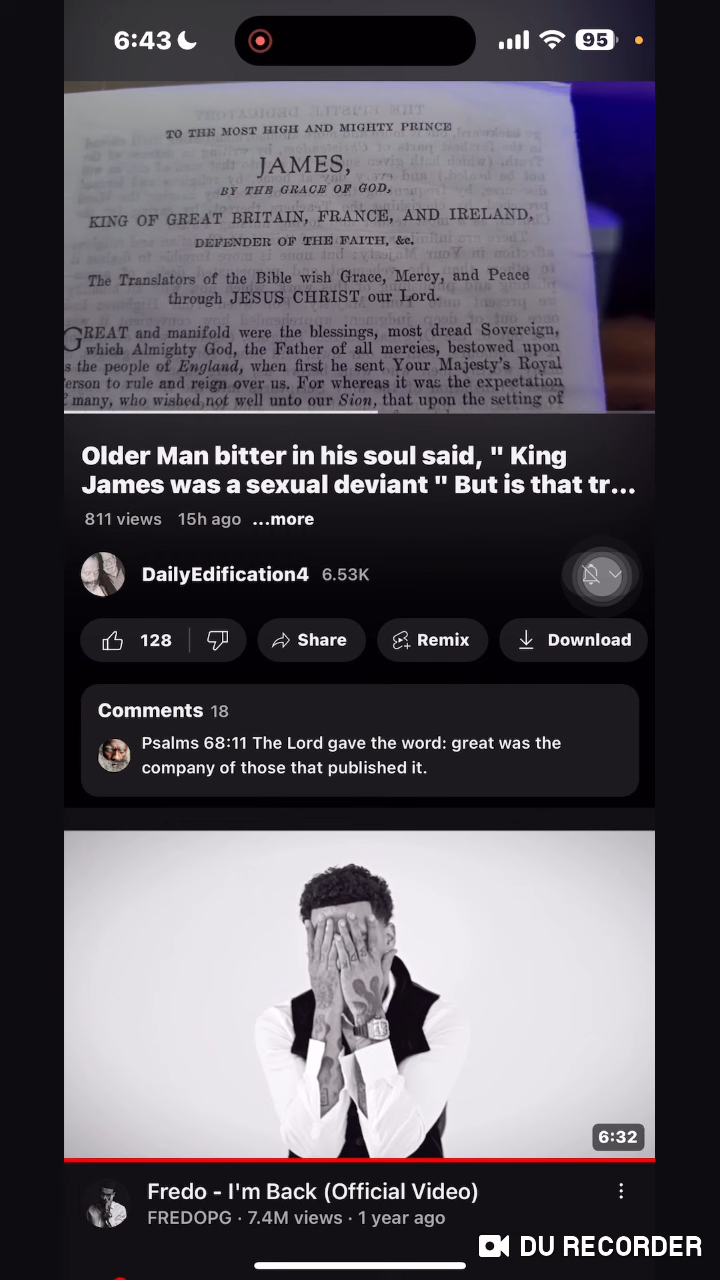 6:43
95
TO THE MOST HIGH AND MIGHTY PRINCE
JAMES,
BY THE GRACE OF GOD,
KING OF GREAT BRITAIN, FRANCE, AND IRELAND,
DEFENDER OF THE FAITH, &c.
The Translators of the Bible wish Grace, Mercy, and Peace
through JESUS CHRIST our Lord.
GREAT and manifold were the blessings, most dread Sovereign,
which Almighty God, the Father of all mercies, bestowed upon
s the people of England, when first he sent Your Majesty's Royal
erson to rule and reign over us. For whereas it was the expectation
many, who wished not well unto our Sion, that upon the setting of
Older Man bitter in his soul said, " King
James was a sexual deviant " But is that tr...
811 views 15h ago ...more
DailyEdification4 6.53K
128 Share Remix Download
Comments 18
Psalms 68:11 The Lord gave the word: great was the
company of those that published it.
6:32
Fredo - I'm Back (Official Video)
FREDOPG · 7.4M views · 1 year ago
DU RECORDER